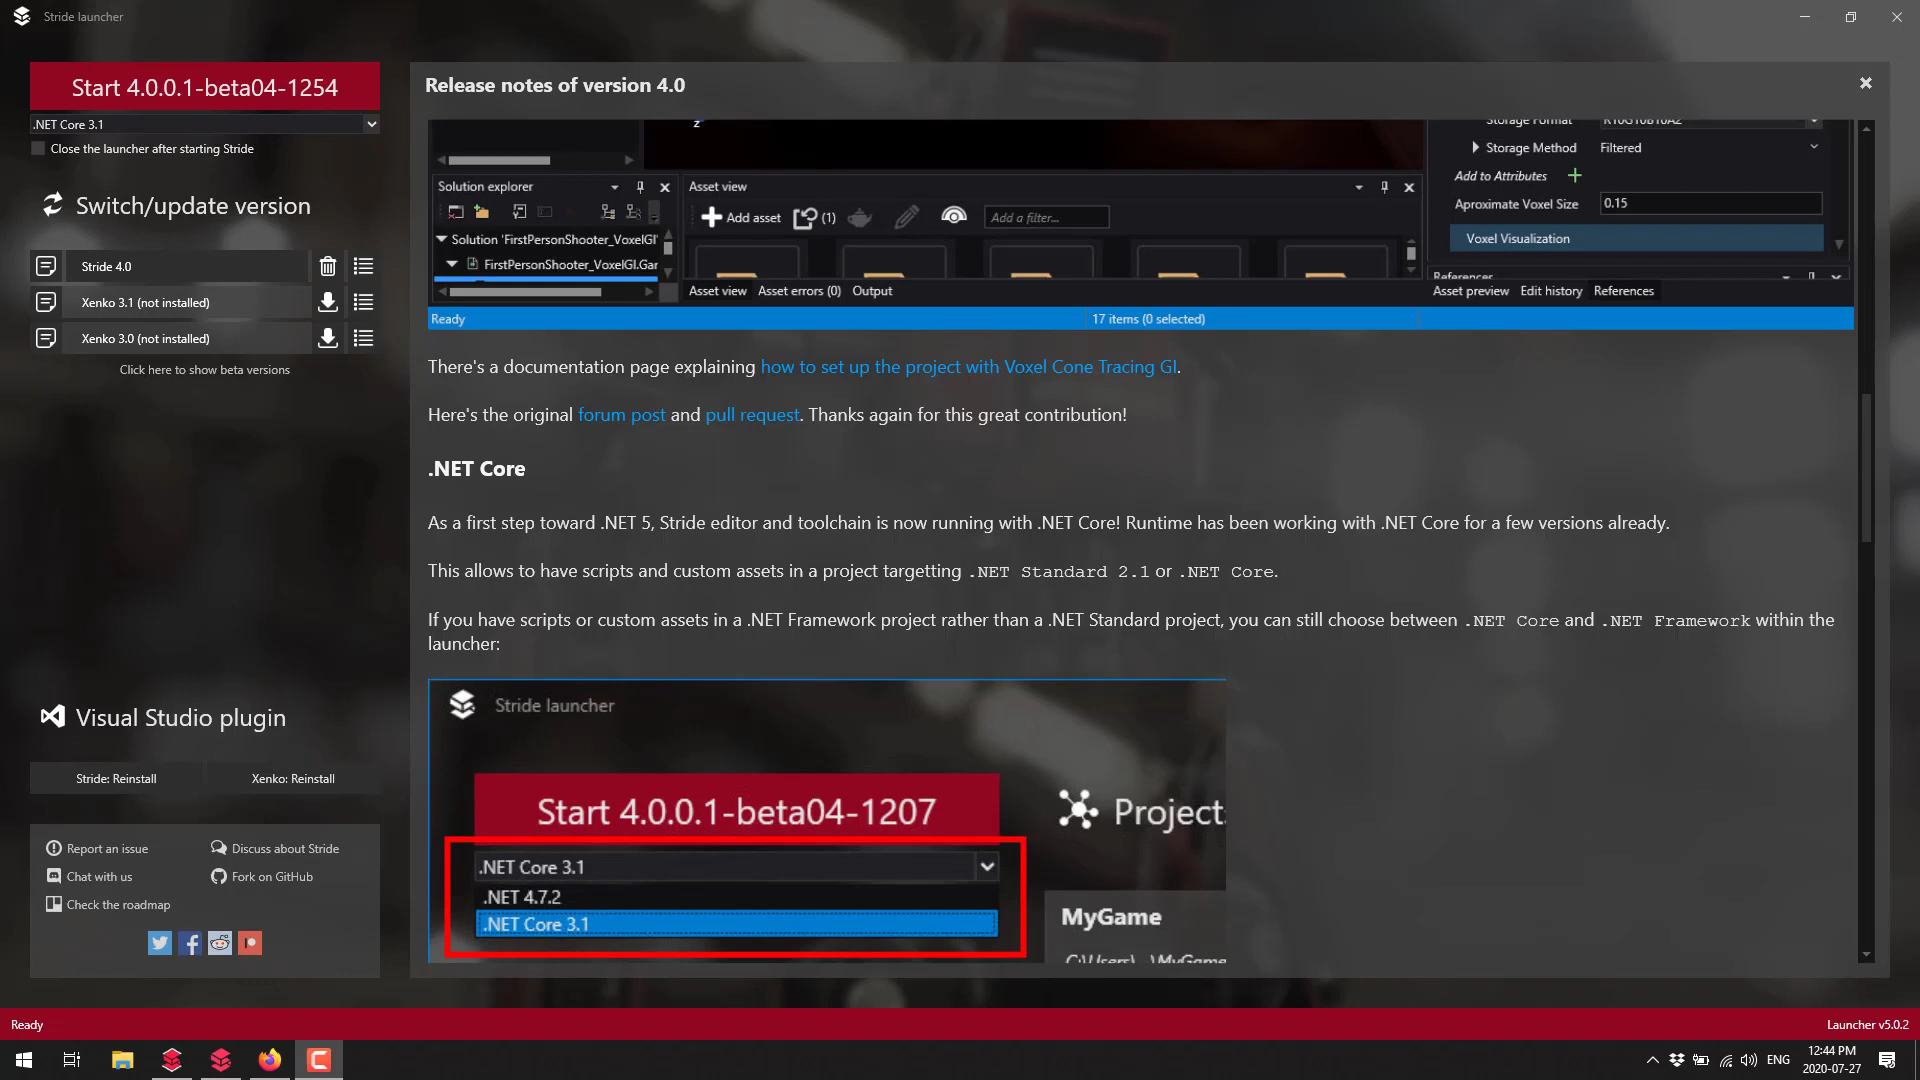 Stride launcher
Start 4.0.0.1-beta04-1254
.NET Core 3.1
Close the launcher after starting Stride
Switch/update version
Stride 4.0
Xenko 3.1 (not installed)
Xenko 3.0 (not installed)
Click here to show beta versions
Visual Studio plugin
Stride: Reinstall
Xenko: Reinstall
Report an issue
Discuss about Stride
Chat with us
Fork on GitHub
Check the roadmap
Release notes of version 4.0
z
Storage Format
R10G10B10A2
Storage Method
Filtered
Add to Attributes
Aproximate Voxel Size
0.15
Voxel Visualization
Solution explorer
Asset view
Add asset
(1)
Add a filter...
Solution 'FirstPersonShooter_VoxelGI'
FirstPersonShooter_VoxelGI.Gar
References
Asset view
Asset errors (0)
Output
Asset preview
Edit history
References
Ready
17 items (0 selected)
There's a documentation page explaining how to set up the project with Voxel Cone Tracing GI.
Here's the original forum post and pull request. Thanks again for this great contribution!
.NET Core
As a first step toward .NET 5, Stride editor and toolchain is now running with .NET Core! Runtime has been working with .NET Core for a few versions already.
This allows to have scripts and custom assets in a project targetting .NET Standard 2.1 or .NET Core.
If you have scripts or custom assets in a .NET Framework project rather than a .NET Standard project, you can still choose between .NET Core and .NET Framework within the
launcher:
Stride launcher
Start 4.0.0.1-beta04-1207
Project
.NET Core 3.1
.NET 4.7.2
.NET Core 3.1
MyGame
C:\Users\...\MyGame
Ready
Launcher v5.0.2
ENG
12:44 PM
2020-07-27